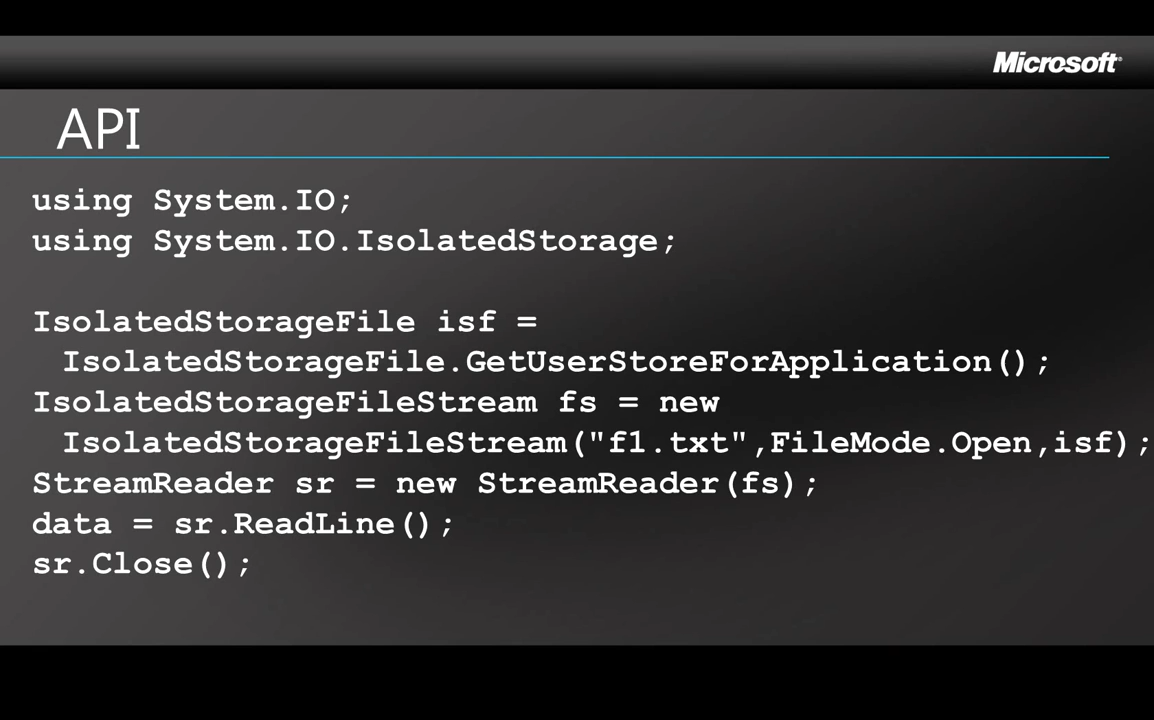 Microsoft®
API
using System.IO;
using System.IO.IsolatedStorage;
IsolatedStorageFile isf =
IsolatedStorageFile.GetUserStoreForApplication();
IsolatedStorageFileStream fs = new
IsolatedStorageFileStream("f1.txt",FileMode.Open,isf);
StreamReader sr = new StreamReader(fs);
data = sr.ReadLine();
sr.Close();